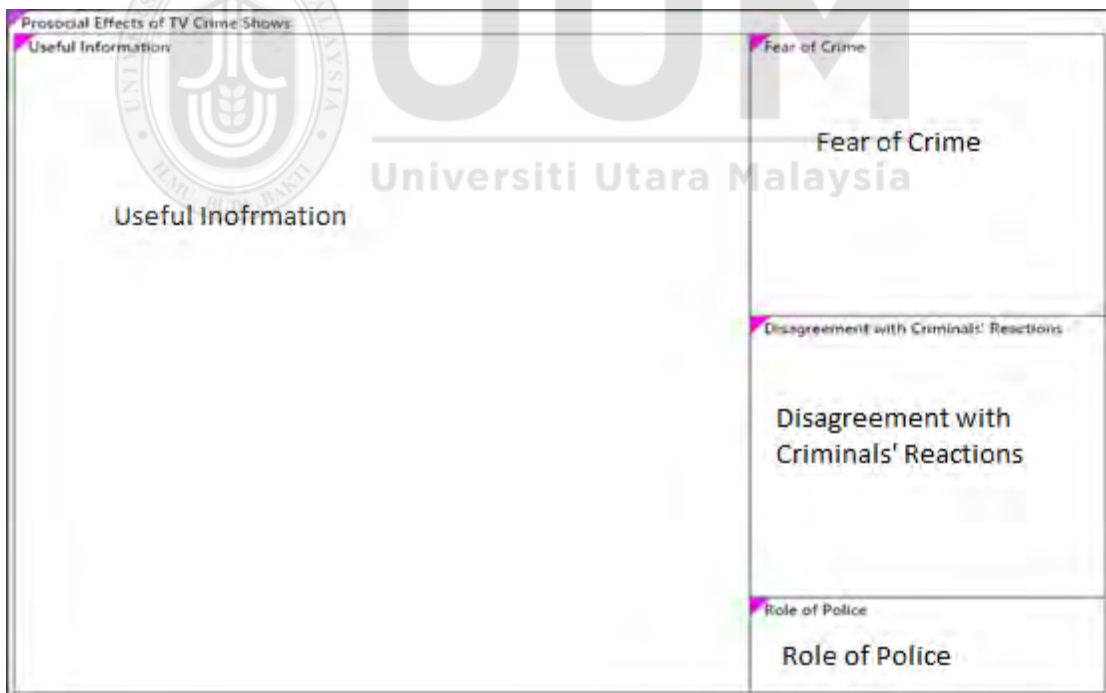 Prosocial Effects of TV Crime Shows
Useful Information
Fear of Crime
UUM
Universiti Utara Malaysia
Fear of Crime
Useful Inofrmation
Disagreement with Criminals' Reactions
Disagreement with
Criminals' Reactions
Role of Police
Role of Police